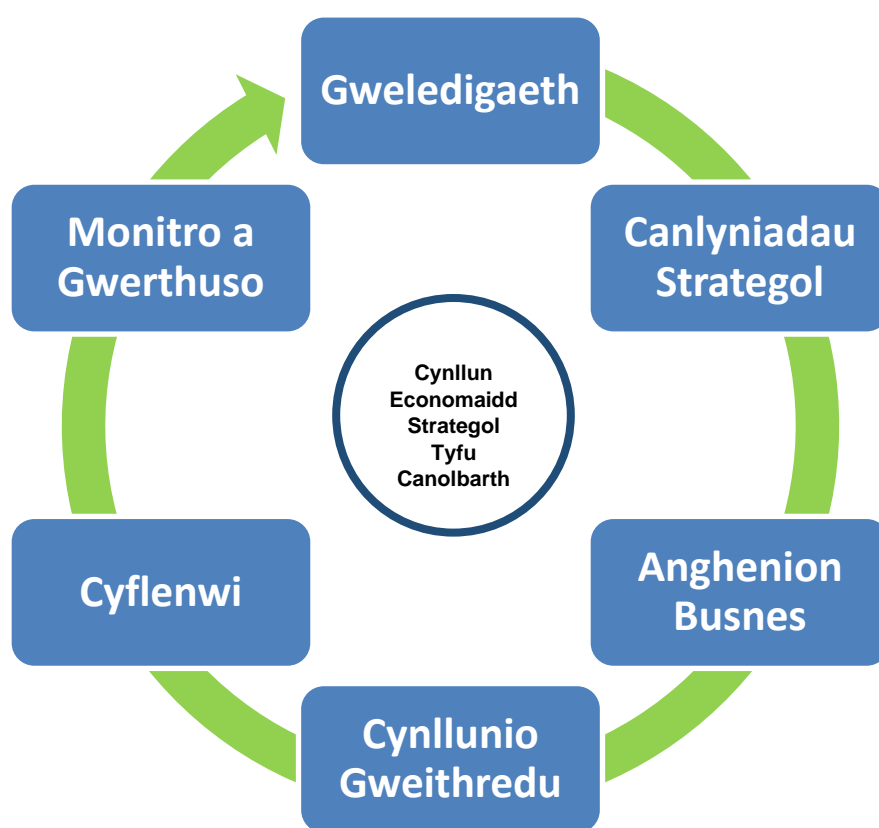 Gweledigaeth
Canlyniadau
Strategol
Anghenion
Busnes
Cynllunio
Gweithredu
Cyflenwi
Monitro a
Gwerthuso
Cynllun
Economaidd
Strategol
Tyfu
Canolbarth